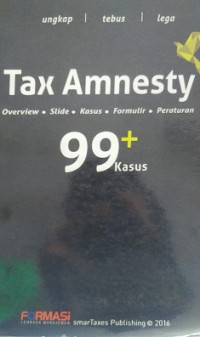 ungkap | tebus | lega
Tax Amnesty
Overview • Slide • Kasus • Formulir • Peraturan
99+
Kasus
FORMASI
smarTaxes Publishing © 2016